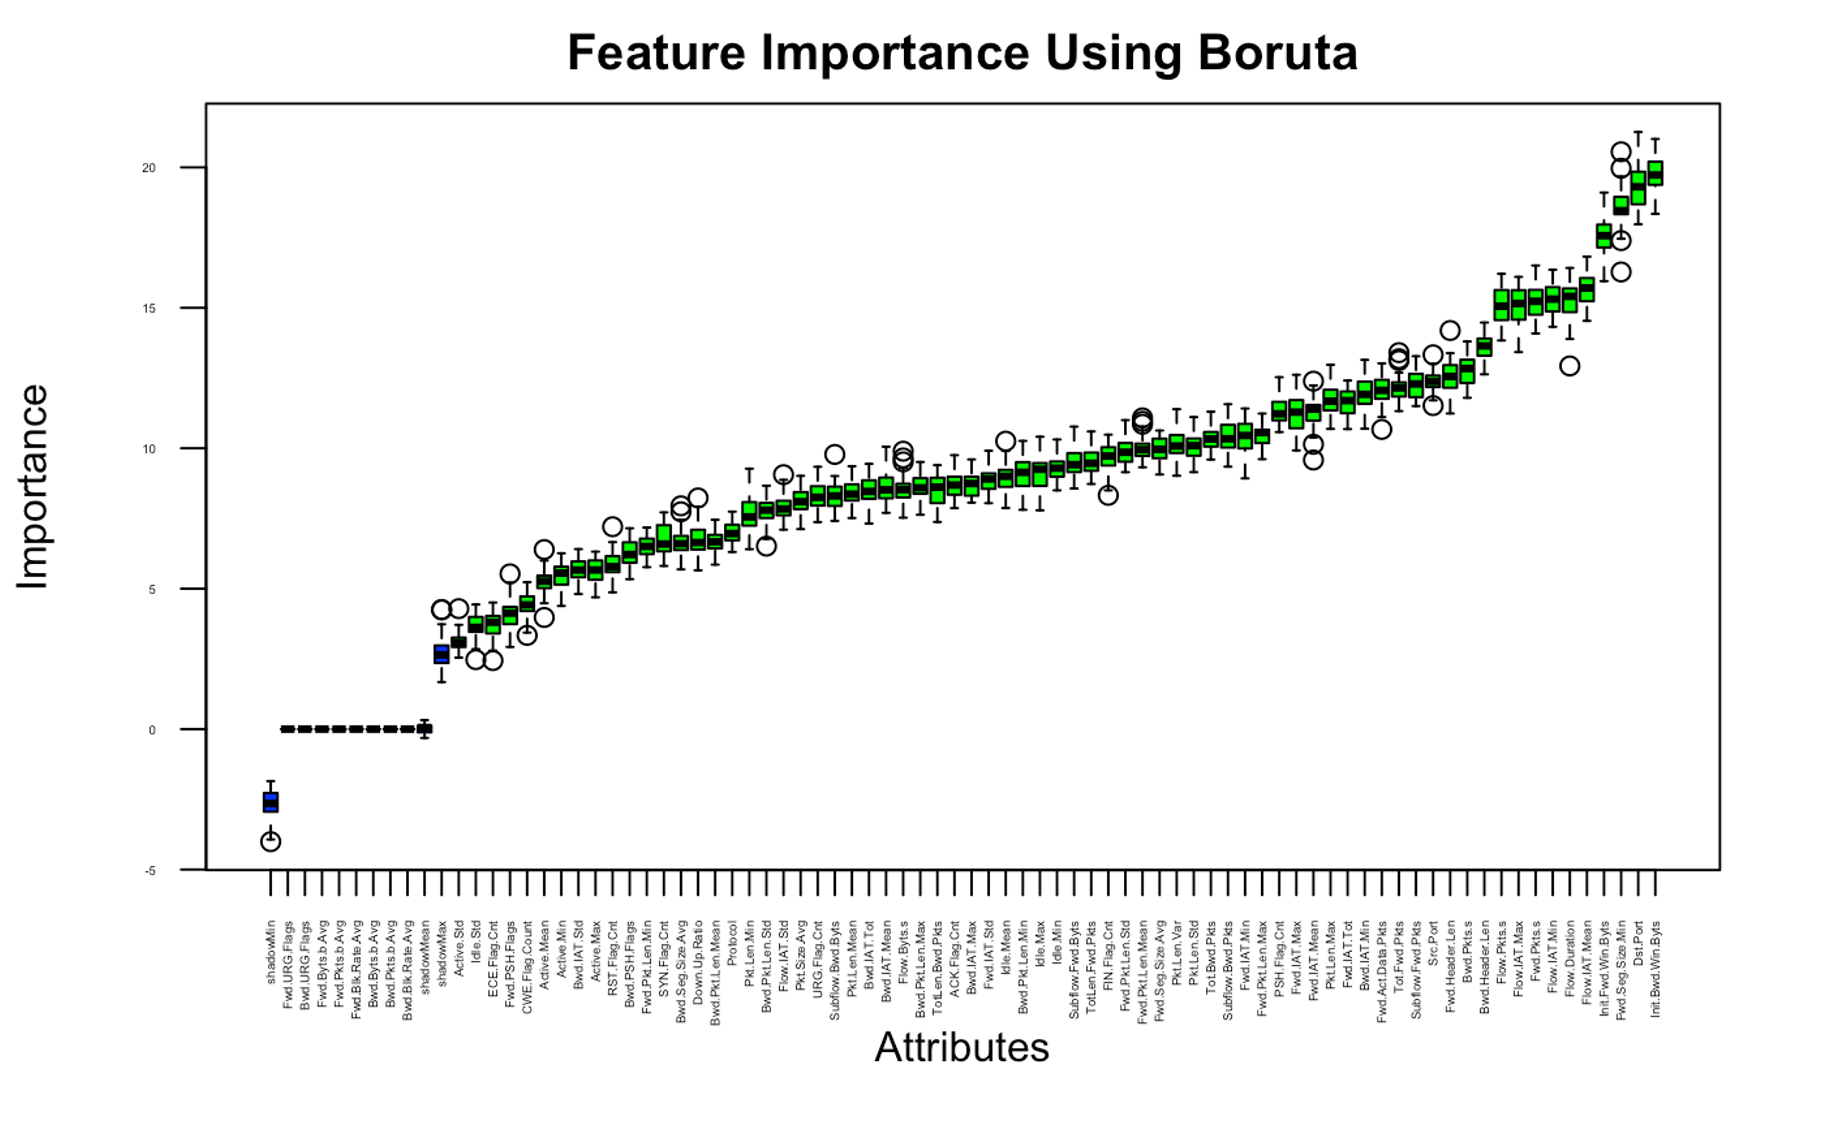 Feature Importance Using Boruta
Importance
20
15
10
5
0
-5
shadowMin
Fwd.URG.Flags
Bwd.URG.Flags
Fwd.Byts.b.Avg
Fwd.Pkts.b.Avg
Fwd.Blk.Rate.Avg
Bwd.Byts.b.Avg
Bwd.Pkts.b.Avg
Bwd.Blk.Rate.Avg
shadowMean
shadowMax
Active.Std
Idle.Std
ECE.Flag.Cnt
Fwd.PSH.Flags
CWE.Flag.Count
Active.Mean
Active.Min
Bwd.IAT.Std
Active.Max
RST.Flag.Cnt
Bwd.PSH.Flags
Fwd.Pkt.Len.Min
SYN.Flag.Cnt
Bwd.Seg.Size.Avg
Down.Up.Ratio
Bwd.Pkt.Len.Mean
Protocol
Pkt.Len.Min
Bwd.Pkt.Len.Std
Flow.IAT.Std
Pkt.Size.Avg
URG.Flag.Cnt
Subflow.Bwd.Byts
Pkt.Len.Mean
Bwd.IAT.Tot
Bwd.IAT.Mean
Flow.Byts.s
Bwd.Pkt.Len.Max
TotLen.Bwd.Pkts
ACK.Flag.Cnt
Bwd.IAT.Max
Fwd.IAT.Std
Idle.Mean
Bwd.Pkt.Len.Min
Idle.Max
Idle.Min
Subflow.Fwd.Byts
TotLen.Fwd.Pkts
FIN.Flag.Cnt
Fwd.Pkt.Len.Std
Fwd.Pkt.Len.Mean
Fwd.Seg.Size.Avg
Pkt.Len.Var
Pkt.Len.Std
Tot.Bwd.Pkts
Subflow.Bwd.Pkts
Fwd.IAT.Min
Fwd.Pkt.Len.Max
PSH.Flag.Cnt
Fwd.IAT.Max
Fwd.IAT.Mean
Pkt.Len.Max
Fwd.IAT.Tot
Bwd.IAT.Min
Fwd.Act.Data.Pkts
Tot.Fwd.Pkts
Subflow.Fwd.Pkts
Src.Port
Fwd.Header.Len
Bwd.Pkts.s
Bwd.Header.Len
Flow.Pkts.s
Flow.IAT.Max
Fwd.Pkts.s
Flow.IAT.Min
Flow.Duration
Flow.IAT.Mean
Init.Fwd.Win.Byts
Fwd.Seg.Size.Min
Dst.Port
Init.Bwd.Win.Byts
Attributes